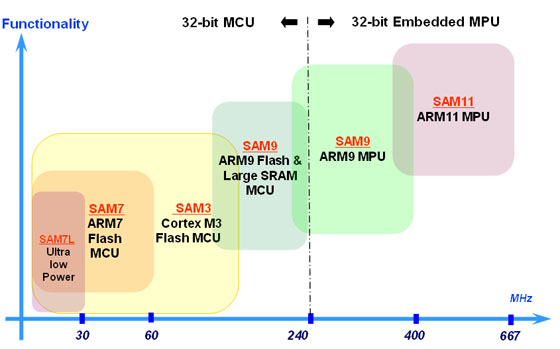 32-bit MCU
32-bit Embedded MPU
Functionality
SAM11
ARM11 MPU
SAM9
ARM9 Flash &
Large SRAM
MCU
SAM9
ARM9 MPU
SAM7
ARM7
Flash
MCU
SAM3
Cortex M3
Flash MCU
SAM7L
Ultra
low
Power
MHz
30
60
240
400
667